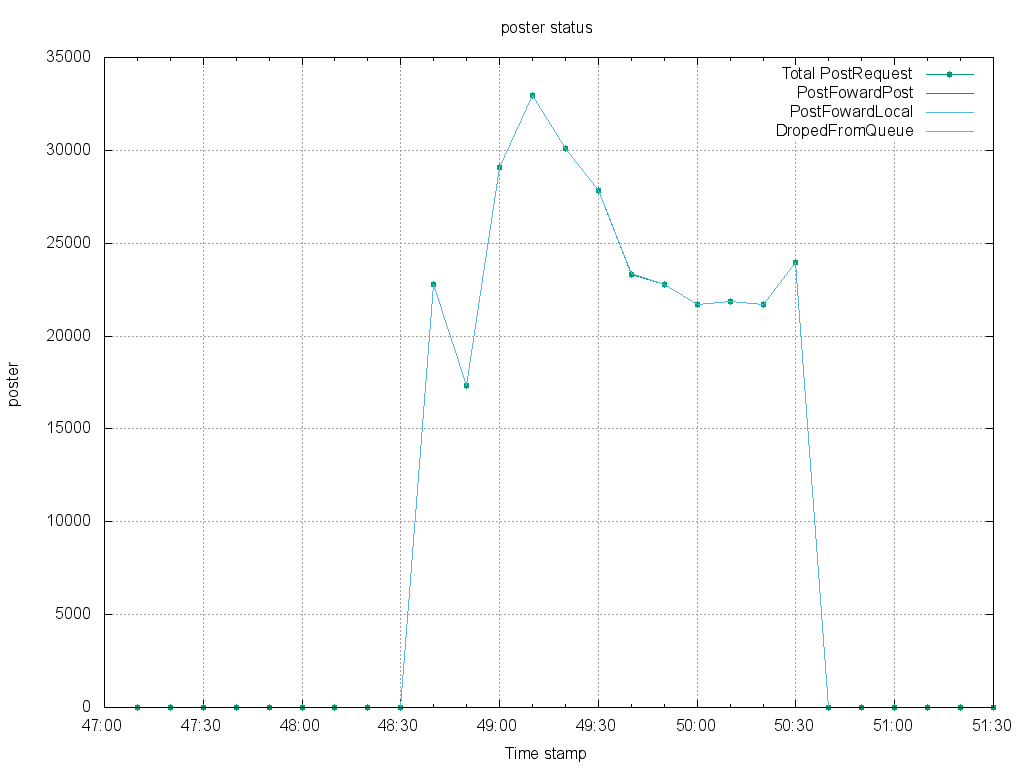 poster status
35000
30000
25000
20000
15000
10000
5000
0
Total PostRequest
PostFowardPost
PostFowardLocal
DropedFromQueue
poster
47:00 47:30 48:00 48:30 49:00 49:30 50:00 50:30 51:00 51:30
Time stamp